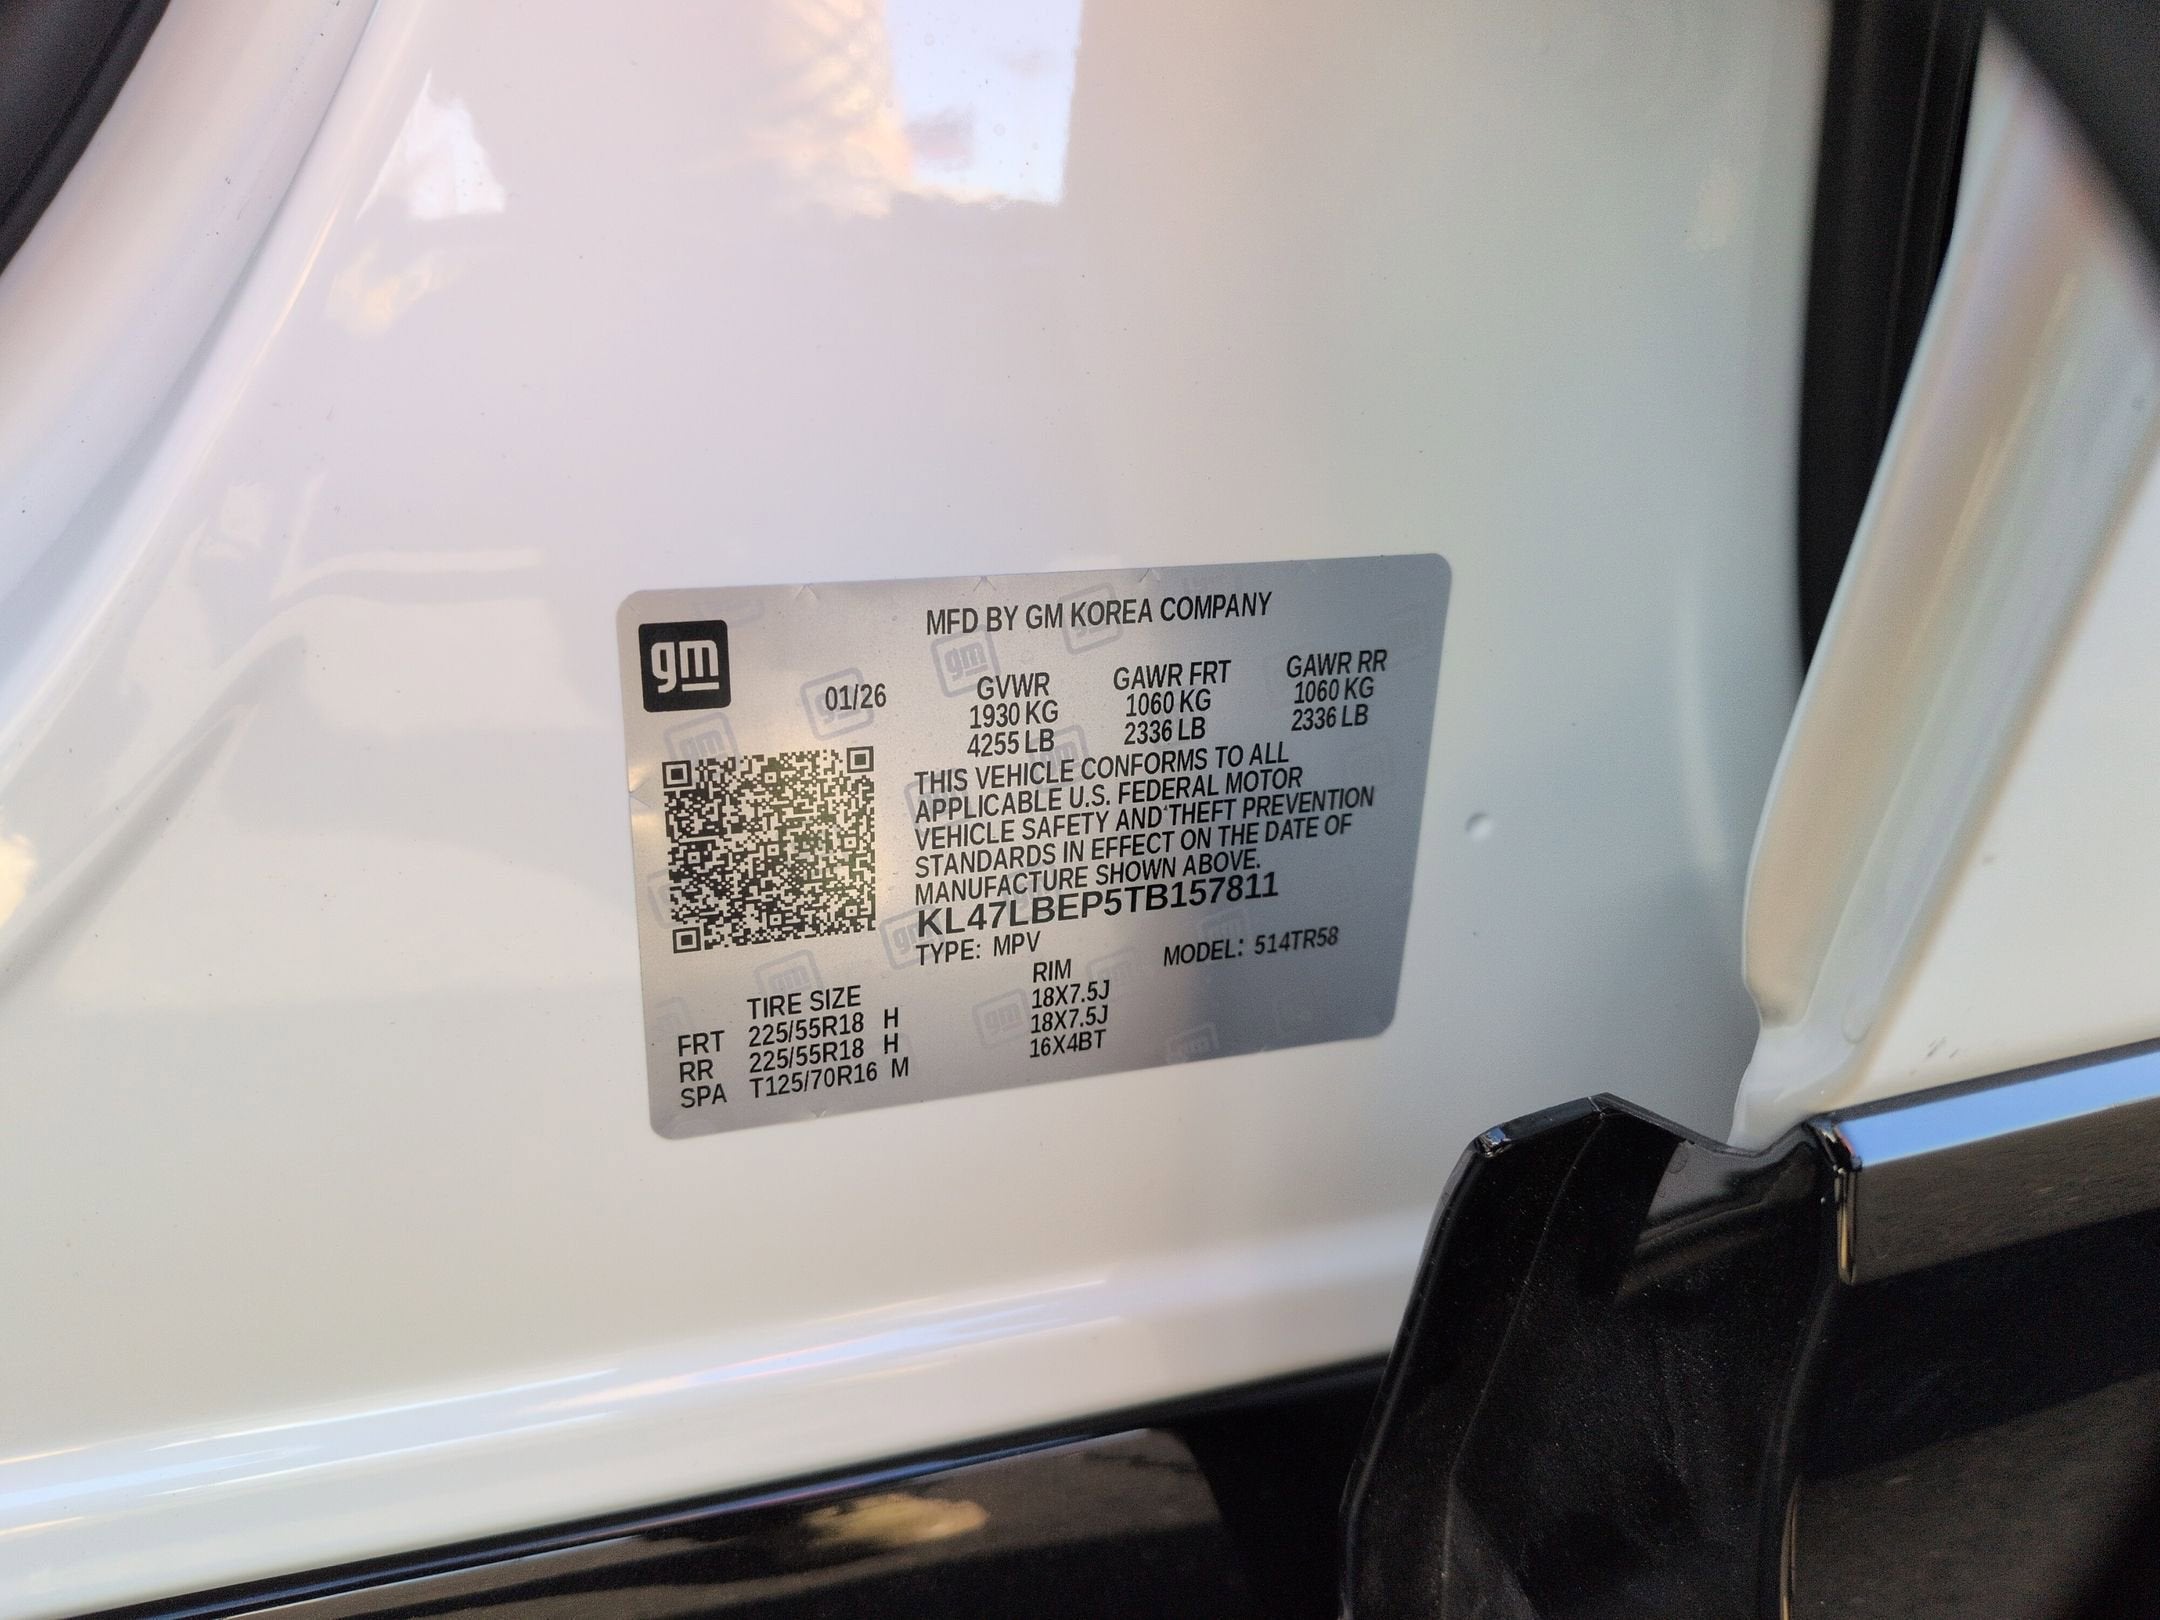 gm
MFD BY GM KOREA COMPANY
01/26 GVWR GAWR FRT GAWR RR
1930 KG 1060 KG 1060 KG
4255 LB 2336 LB 2336 LB
THIS VEHICLE CONFORMS TO ALL
APPLICABLE U.S. FEDERAL MOTOR
VEHICLE SAFETY AND THEFT PREVENTION
STANDARDS IN EFFECT ON THE DATE OF
MANUFACTURE SHOWN ABOVE.
KL47LBEP5TB157811
TYPE: MPV MODEL: 514TR58
TIRE SIZE RIM
FRT 225/55R18 H 18X7.5J
RR 225/55R18 H 18X7.5J
SPA T125/70R16 M 16X4BT